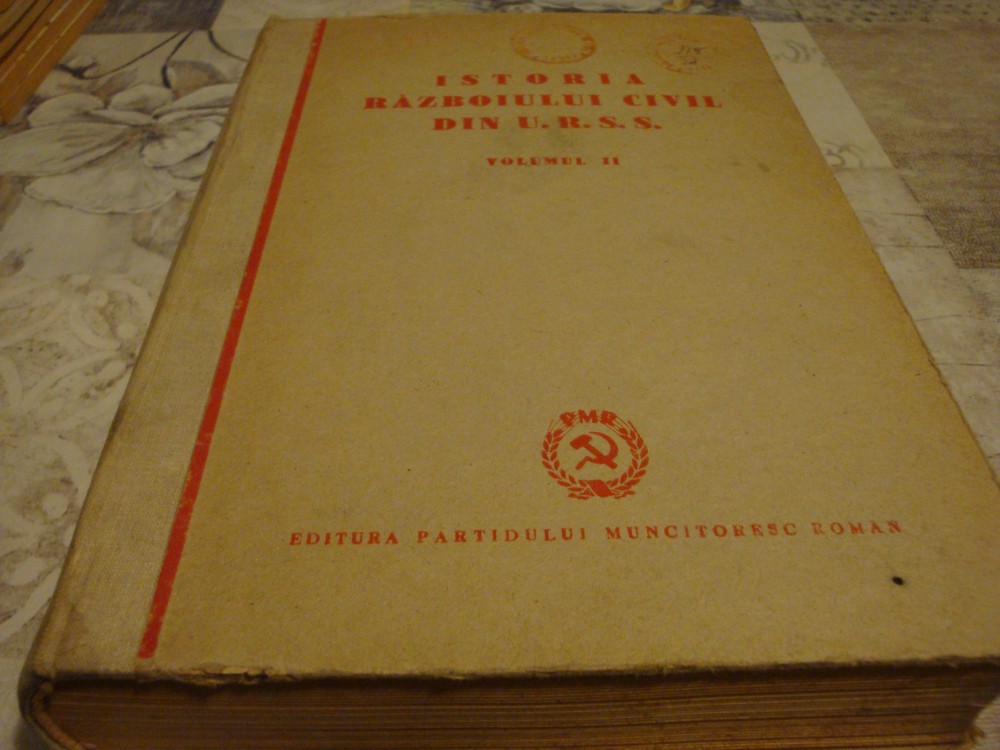 ISTORIA
RĂZBOIULUI CIVIL
DIN U.R.S.S.
VOLUMUL II
PMR
EDITURA PARTIDULUI MUNCITORESC ROMAN